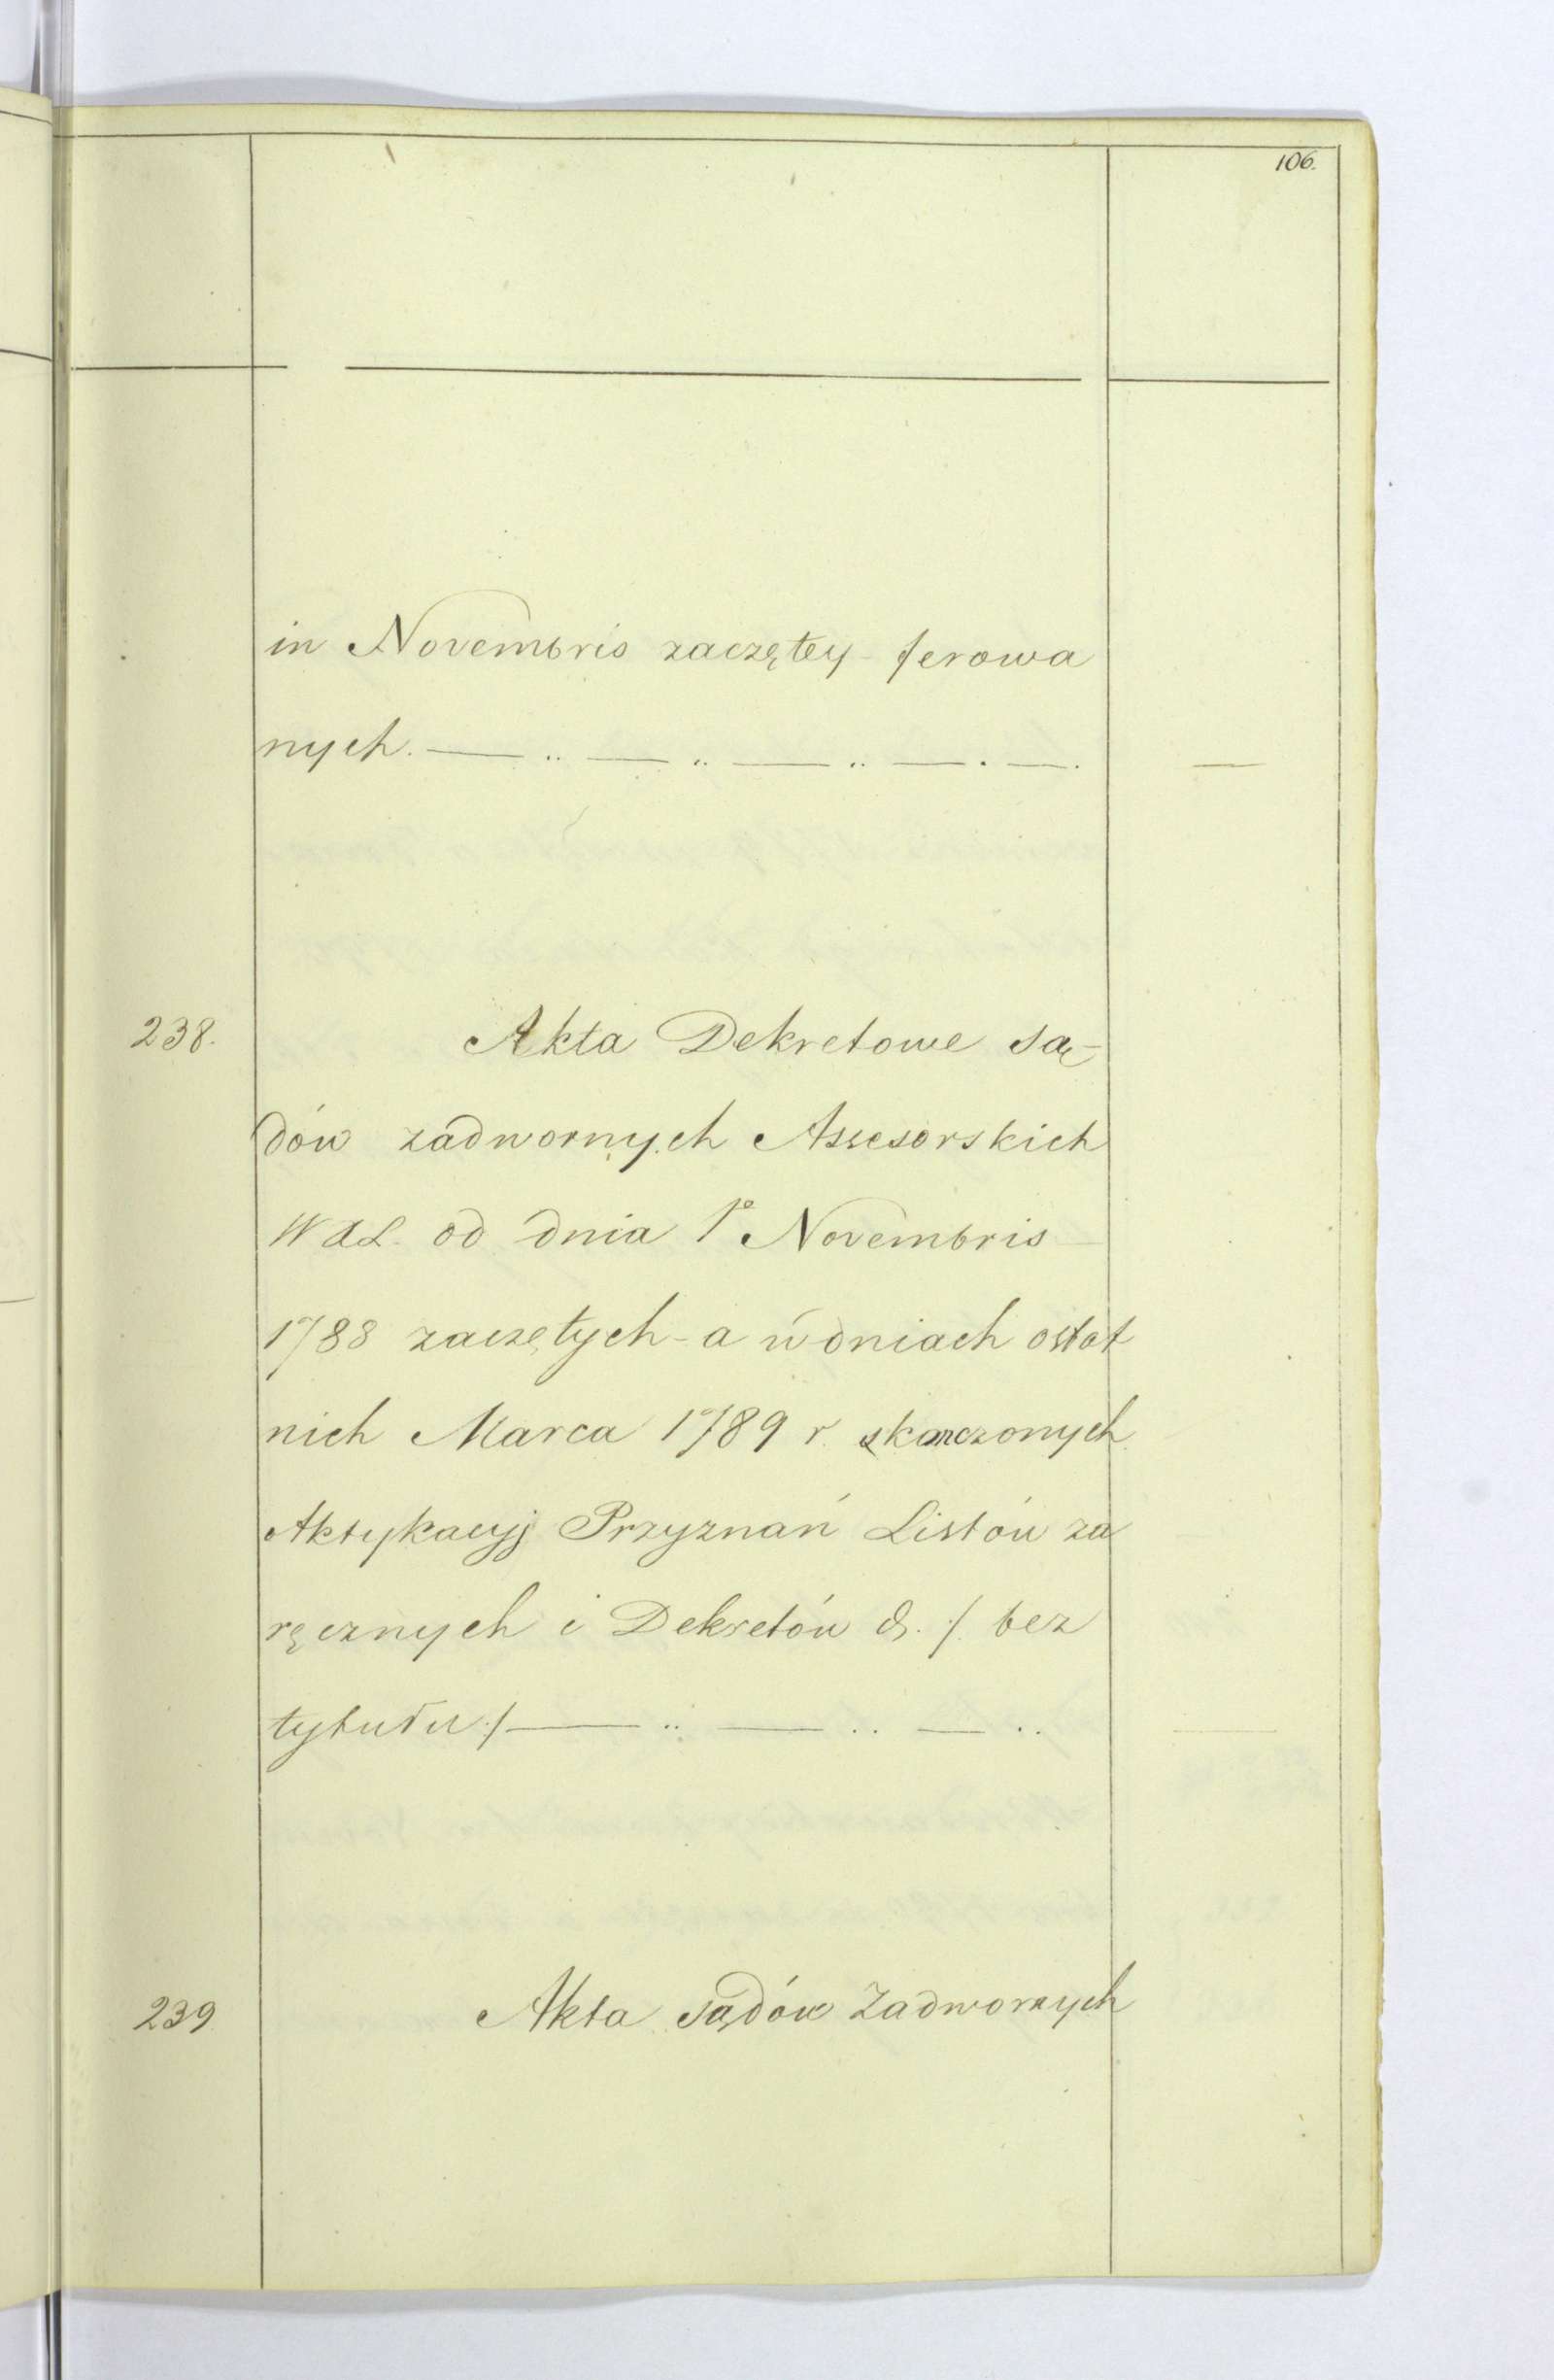 106.
in Novembris zaczętey ferowa
nych. — .. — .. — .. — . — . —
238. Akta Dekretowe są-
dów zadwornych Assesorskich
WXL. od dnia 1º Novembris
1788 zaczętych - a w dniach ostat
nich Marca 1789 r. skończonych
Aktykacyj Przyznań Listów za
ręcznych i Dekretów &. /. bez
tytułu ./ — .. — .. — .. —
239 Akta sądów Zadwornych